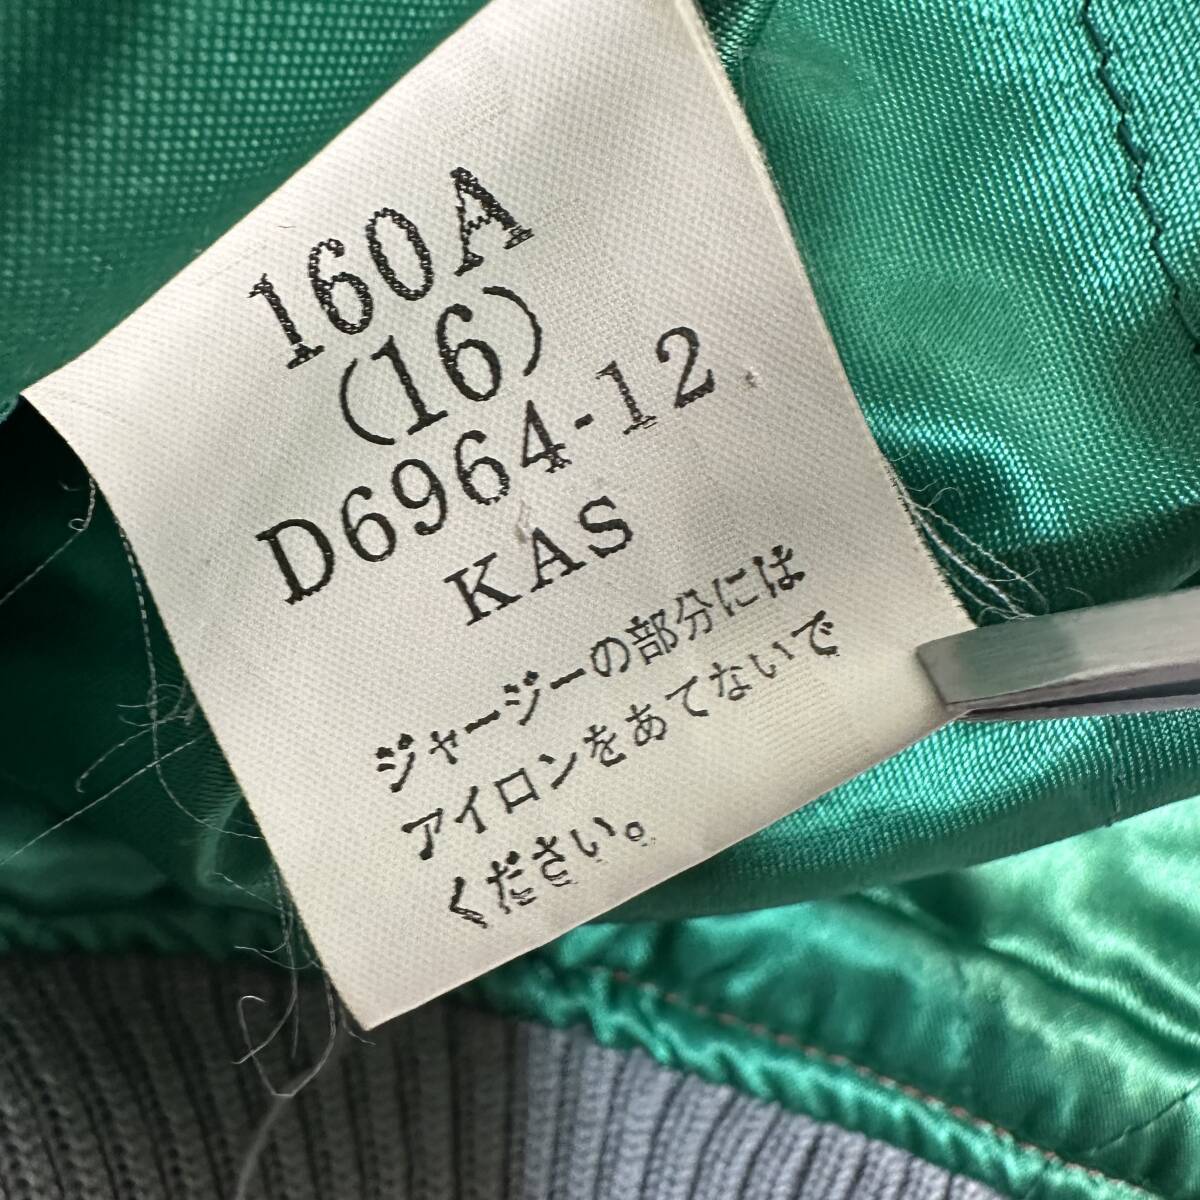 160A
(16)
D6964-12
KAS
ジャージーの部分には
アイロンをあてないで
ください。